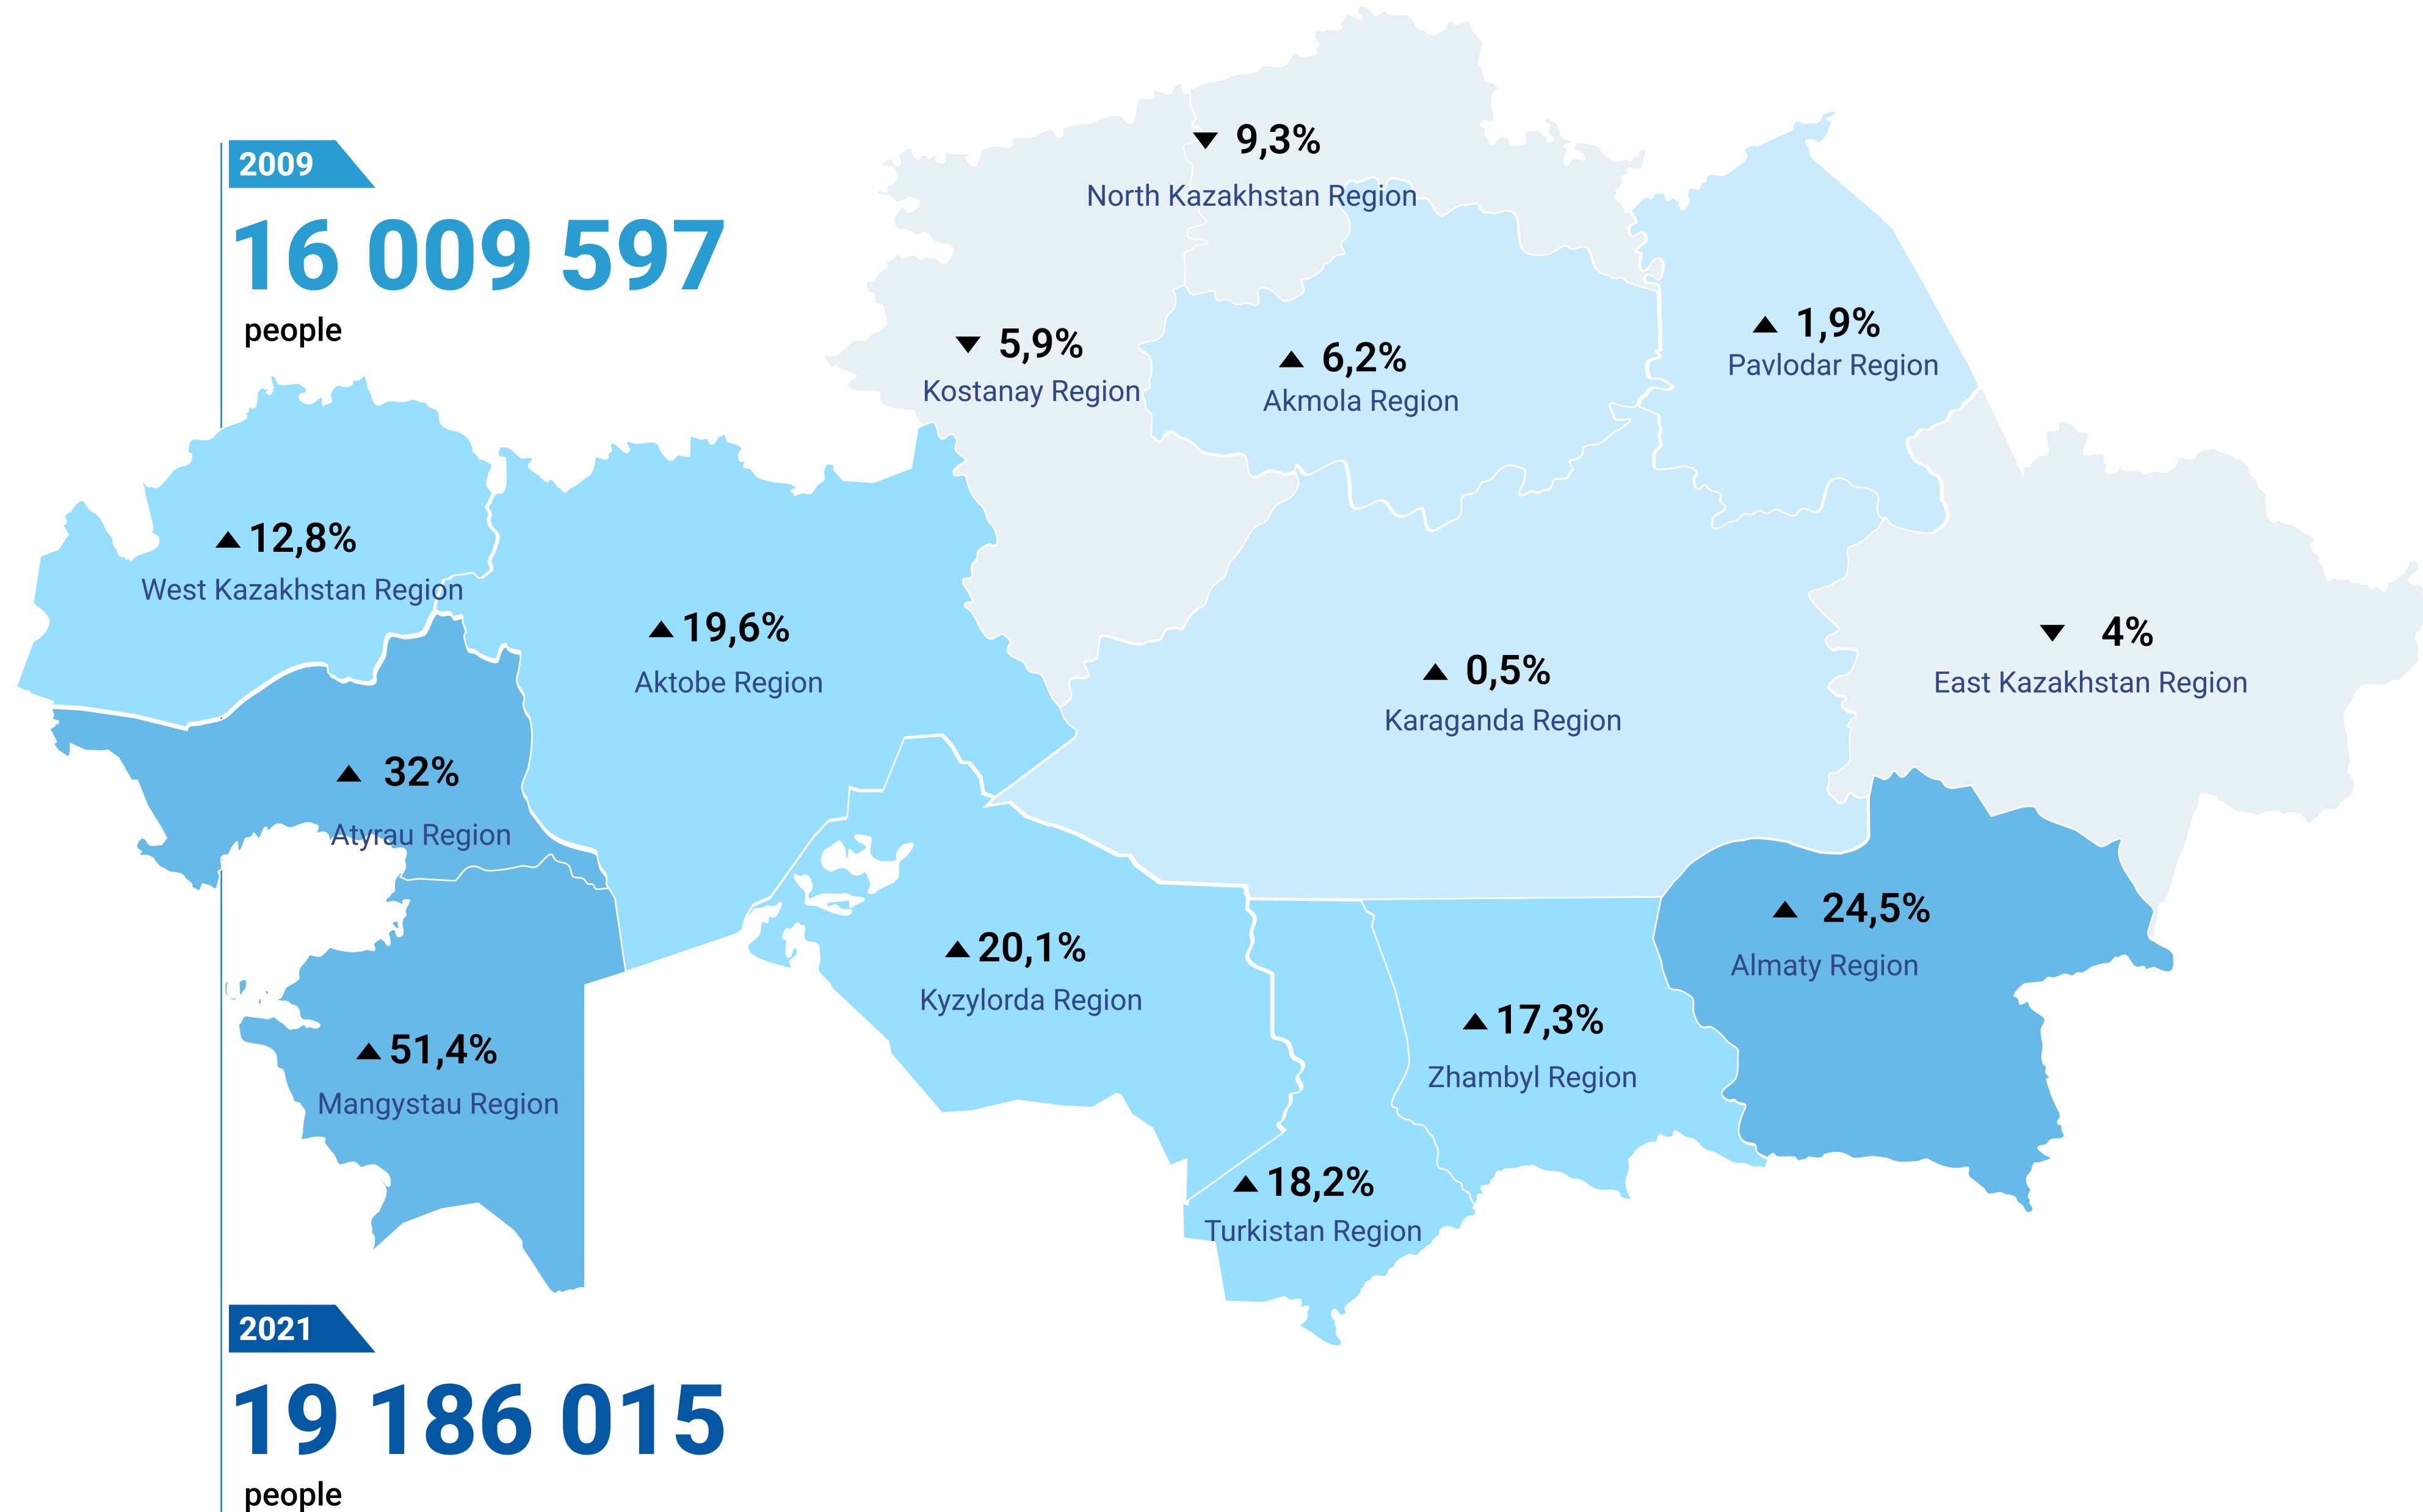 2009
16 009 597
people
▼ 9,3%
North Kazakhstan Region
▼ 5,9%
Kostanay Region
▲ 6,2%
Akmola Region
▲ 1,9%
Pavlodar Region
▲ 12,8%
West Kazakhstan Region
▲ 19,6%
Aktobe Region
▲ 0,5%
Karaganda Region
▼ 4%
East Kazakhstan Region
▲ 32%
Atyrau Region
▲ 51,4%
Mangystau Region
▲ 20,1%
Kyzylorda Region
▲ 24,5%
Almaty Region
▲ 17,3%
Zhambyl Region
▲ 18,2%
Turkistan Region
2021
19 186 015
people